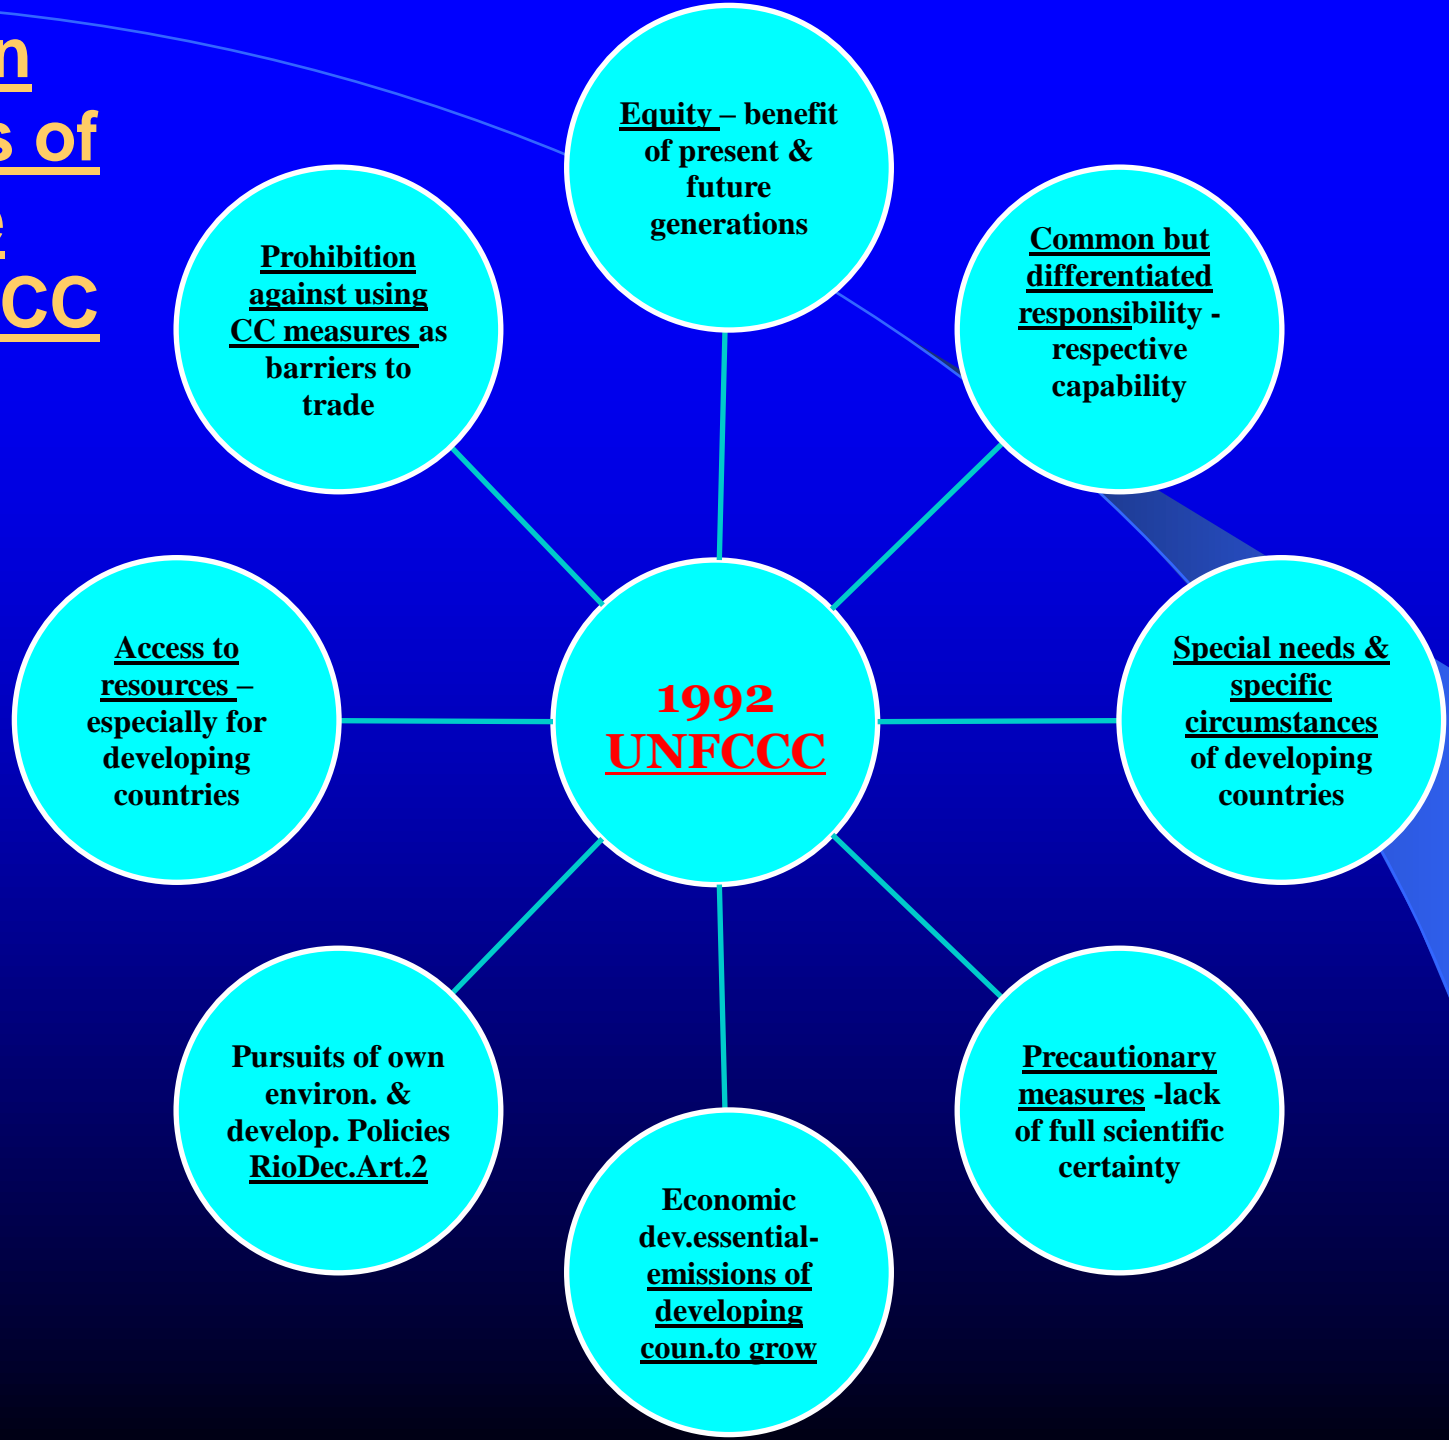 n
s of
e
CC
Equity – benefit
of present &
future
generations
Common but
differentiated
responsibility -
respective
capability
Special needs &
specific
circumstances
of developing
countries
Precautionary
measures -lack
of full scientific
certainty
Economic
dev.essential-
emissions of
developing
coun.to grow
Pursuits of own
environ. &
develop. Policies
RioDec.Art.2
Access to
resources –
especially for
developing
countries
Prohibition
against using
CC measures as
barriers to
trade
1992
UNFCCC